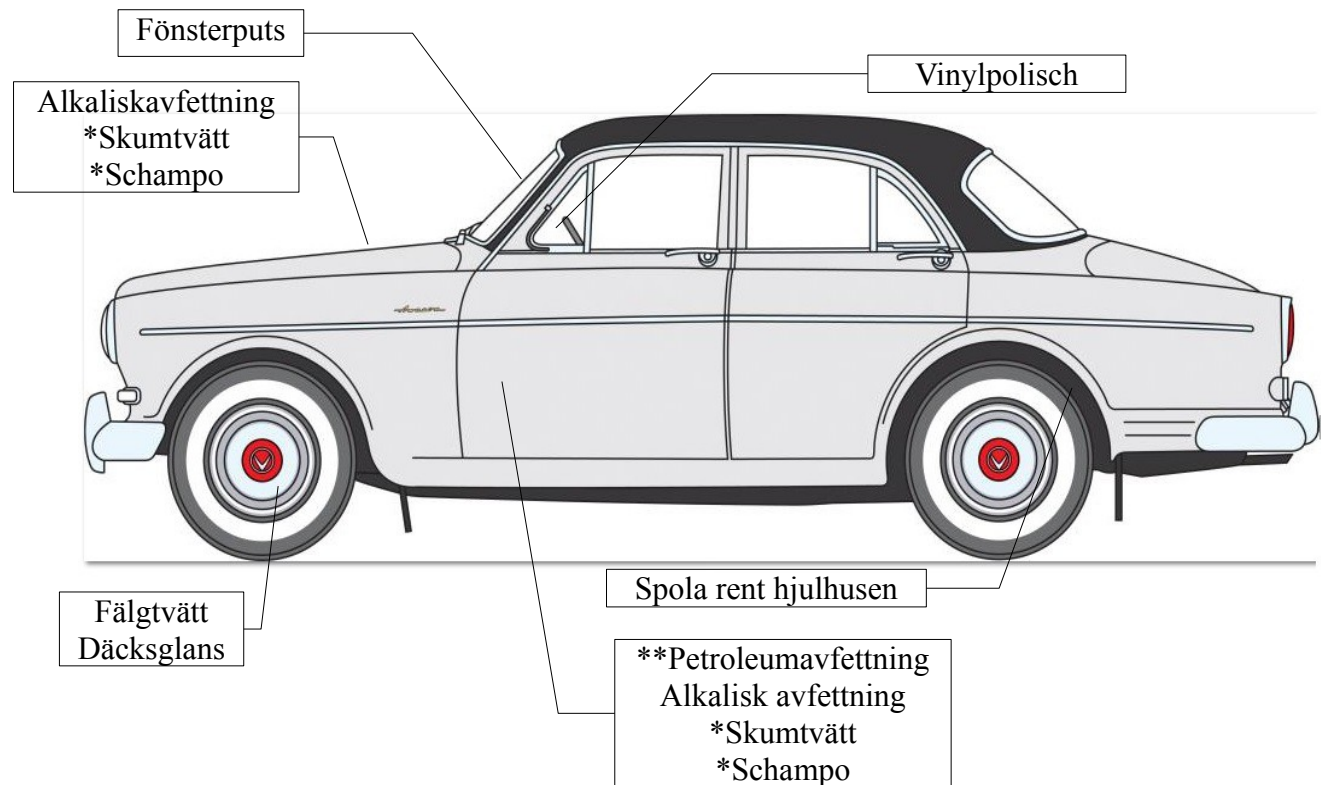 Fönsterputs
Vinylpolisch
Alkaliskavfettning
*Skumtvätt
*Schampo
Spola rent hjulhusen
Fälgtvätt
Däcksglans
**Petroleumavfettning
Alkalisk avfettning
*Skumtvätt
*Schampo